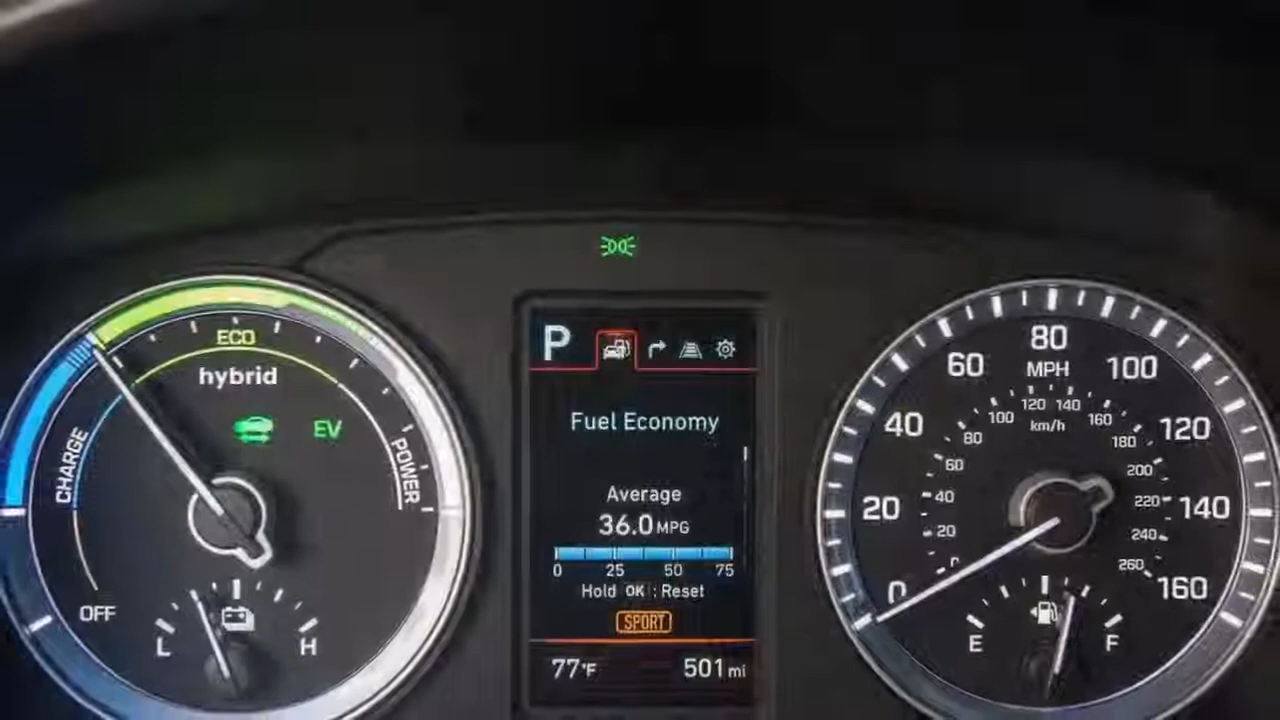 ECO
hybrid
EV
CHARGE
POWER
OFF
L
H
P
Fuel Economy
Average
36.0 MPG
0 25 50 75
Hold OK : Reset
SPORT
77°F 501 mi
0 20 40 60 80 100 120 140 160
MPH
0 20 40 60 80 100 120 140 160 180 200 220 240 260
km/h
E
F